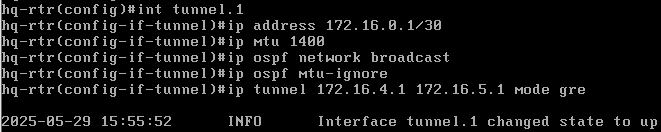 hq-rtr(config)#int tunnel.1
hq-rtr(config-if-tunnel)#ip address 172.16.0.1/30
hq-rtr(config-if-tunnel)#ip mtu 1400
hq-rtr(config-if-tunnel)#ip ospf network broadcast
hq-rtr(config-if-tunnel)#ip ospf mtu-ignore
hq-rtr(config-if-tunnel)#ip tunnel 172.16.4.1 172.16.5.1 mode gre
2025-05-29 15:55:52 INFO Interface tunnel.1 changed state to up